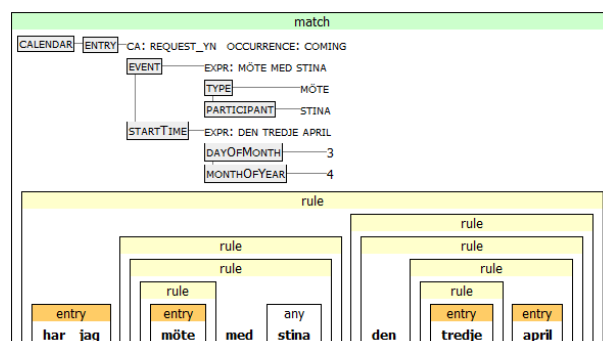 match
CALENDAR ENTRY CA: REQUEST_YN OCCURRENCE: COMING
EVENT EXPR: MÖTE MED STINA
TYPE MÖTE
PARTICIPANT STINA
STARTTIME EXPR: DEN TREDJE APRIL
DAYOFMONTH 3
MONTHOFYEAR 4
rule
rule
rule rule
rule rule
rule rule
entry entry any entry entry
har jag möte med stina den tredje april